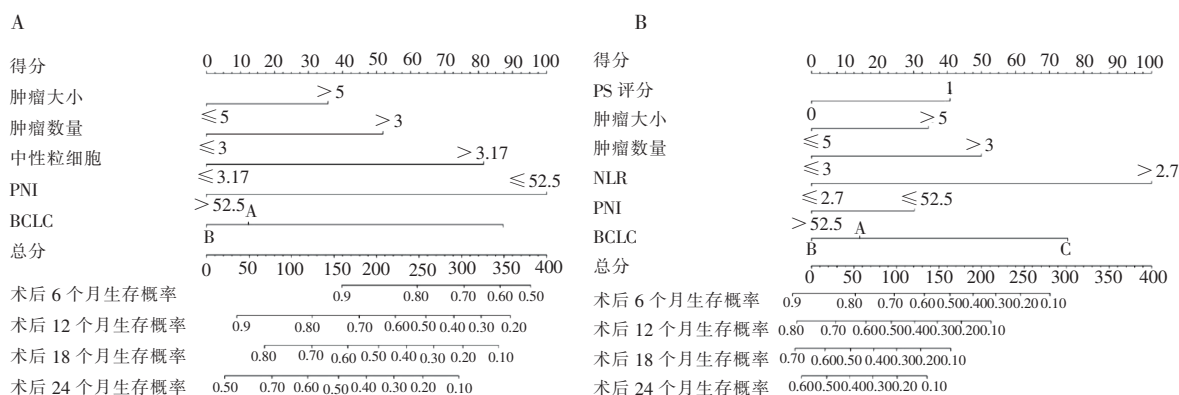 A
得分 0 10 20 30 40 50 60 70 80 90 100
肿瘤大小 ＞5
≤5
肿瘤数量 ＞3
≤3
中性粒细胞 ＞3.17
≤3.17
PNI ≤52.5
＞52.5
BCLC A
B
总分 0 50 100 150 200 250 300 350 400
术后 6 个月生存概率 0.9 0.80 0.70 0.60 0.50
术后 12 个月生存概率 0.9 0.80 0.70 0.60 0.50 0.40 0.30 0.20
术后 18 个月生存概率 0.80 0.70 0.60 0.50 0.40 0.30 0.20 0.10
术后 24 个月生存概率 0.50 0.70 0.60 0.50 0.40 0.30 0.20 0.10
B
得分 0 10 20 30 40 50 60 70 80 90 100
PS 评分 1
0
肿瘤大小 ＞5
≤5
肿瘤数量 ＞3
≤3
NLR ＞2.7
≤2.7
PNI ≤52.5
＞52.5
BCLC A
B C
总分 0 50 100 150 200 250 300 350 400
术后 6 个月生存概率 0.9 0.80 0.70 0.60 0.50 0.40 0.30 0.20 0.10
术后 12 个月生存概率 0.80 0.70 0.60 0.50 0.40 0.30 0.20 0.10
术后 18 个月生存概率 0.70 0.60 0.50 0.40 0.30 0.20 0.10
术后 24 个月生存概率 0.60 0.50 0.40 0.30 0.20 0.10